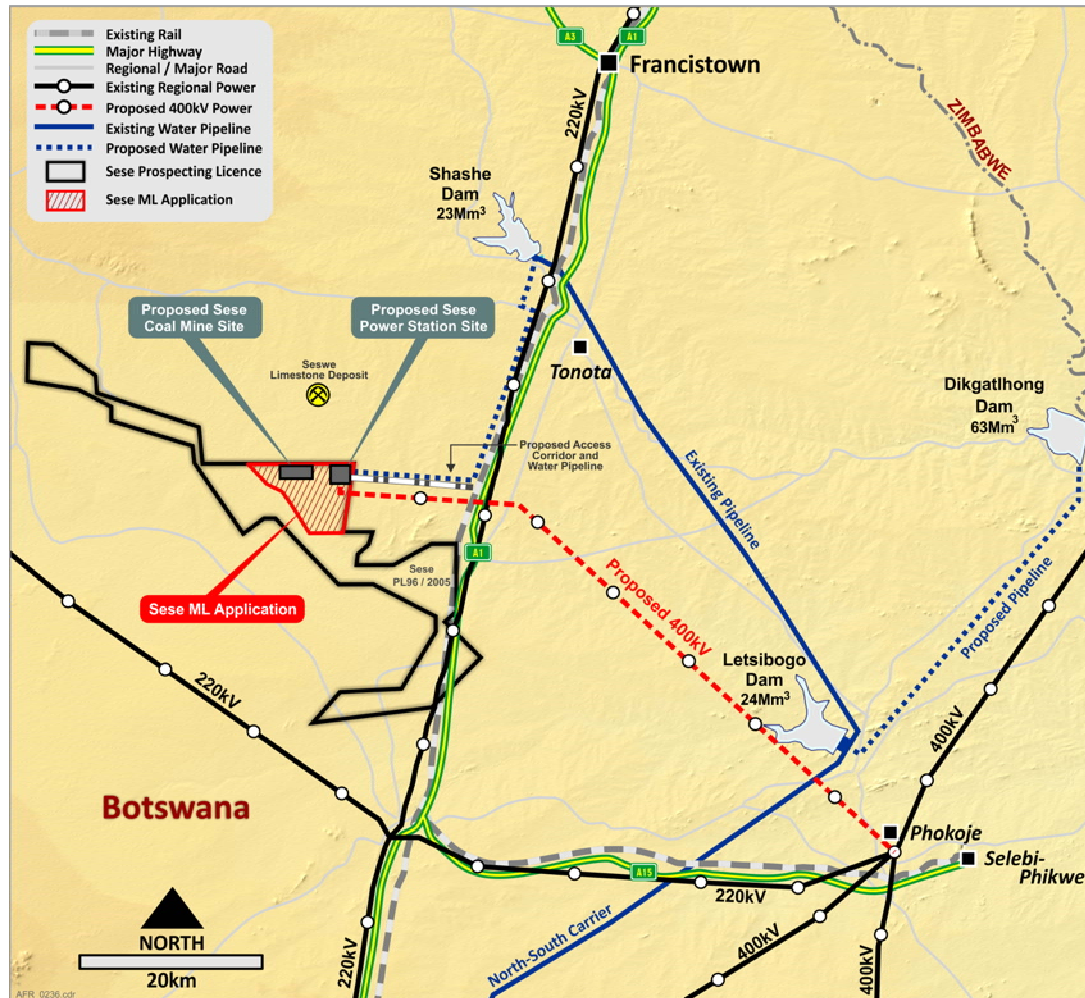 Existing Rail
Major Highway
Regional / Major Road
Existing Regional Power
Proposed 400kV Power
Existing Water Pipeline
Proposed Water Pipeline
Sese Prospecting Licence
Sese ML Application
A3
A1
Francistown
220kV
ZIMBABWE
Shashe
Dam
23Mm³
Proposed Sese
Coal Mine Site
Proposed Sese
Power Station Site
Seswe
Limestone Deposit
Tonota
Dikgatlhong
Dam
63Mm³
Proposed Access
Corridor and
Water Pipeline
Existing Pipeline
A1
Sese
PL96 / 2005
Sese ML Application
Proposed 400kV
Proposed Pipeline
Letsibogo
Dam
24Mm³
220kV
400kV
Botswana
Phokoje
Selebi-
Phikwe
A15
220kV
NORTH
20km
220kV
North-South Carrier
400kV
400kV
AFR_0236.cdr